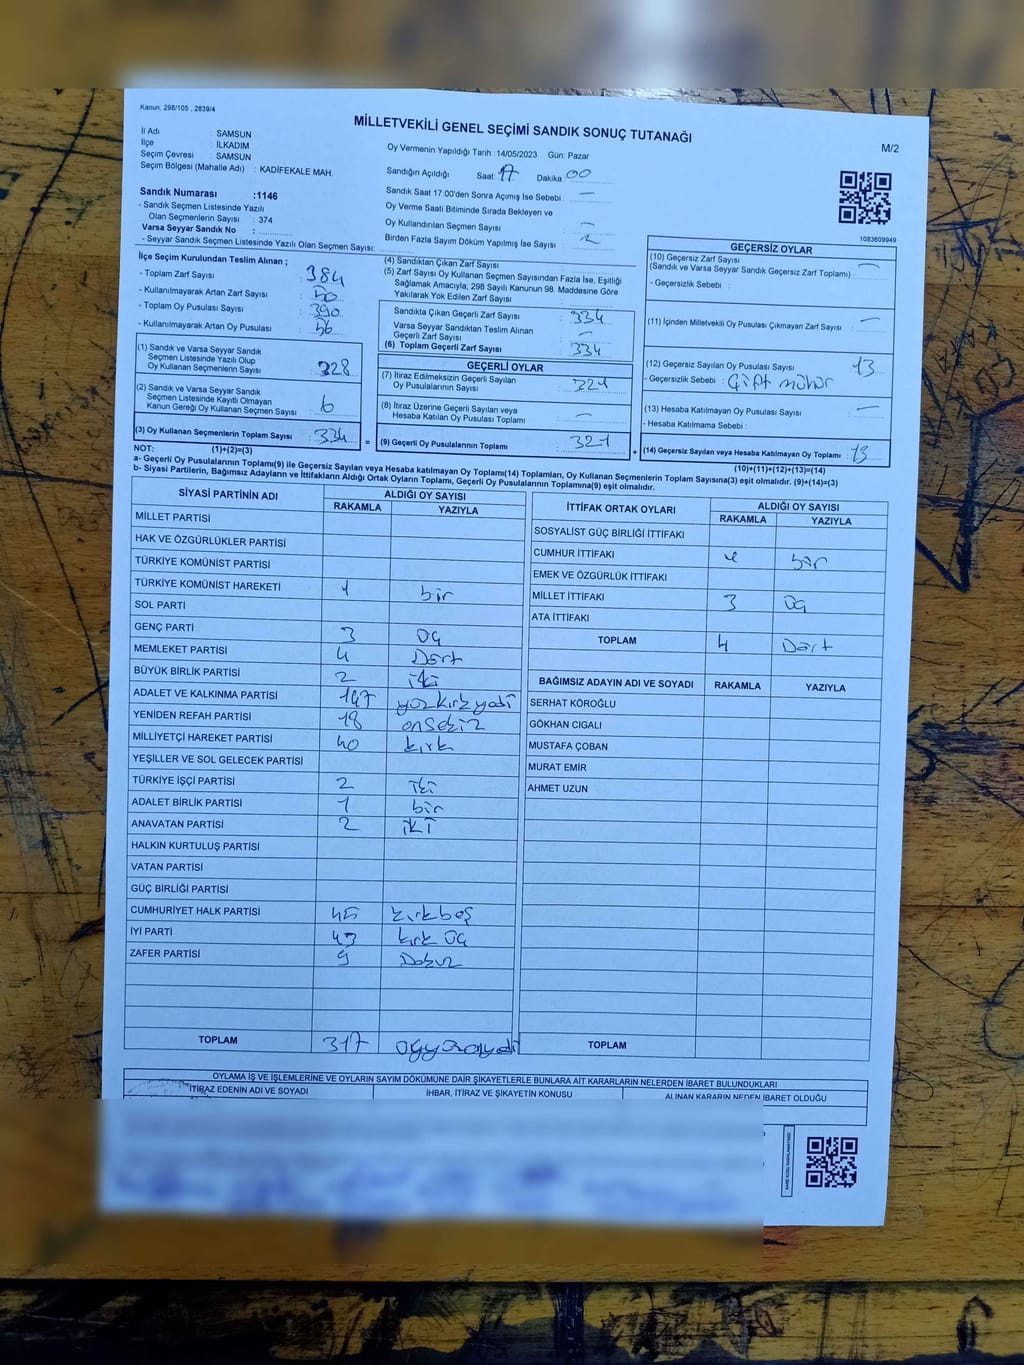 Kanun: 298/105 , 2839/4
MİLLETVEKİLİ GENEL SEÇİMİ SANDIK SONUÇ TUTANAĞI
M/2
İl Adı : SAMSUN
İlçe : İLKADIM
Seçim Çevresi : SAMSUN
Seçim Bölgesi (Mahalle Adı) : KADİFEKALE MAH.
Sandık Numarası :1146
- Sandık Seçmen Listesinde Yazılı
Olan Seçmenlerin Sayısı : 374
Varsa Seyyar Sandık No :
- Seyyar Sandık Seçmen Listesinde Yazılı Olan Seçmen Sayısı:
Oy Vermenin Yapıldığı Tarih :14/05/2023 Gün: Pazar
Sandığın Açıldığı Saat: 17 Dakika 00
Sandık Saat 17:00'den Sonra Açımış İse Sebebi : —
Oy Verme Saati Bitiminde Sırada Bekleyen ve
Oy Kullandırılan Seçmen Sayısı : —
Birden Fazla Sayım Döküm Yapılmış İse Sayısı :
1083609949
İlçe Seçim Kurulundan Teslim Alınan ;
- Toplam Zarf Sayısı : 384
- Kullanılmayarak Artan Zarf Sayısı : 50
- Toplam Oy Pusulası Sayısı : 390
- Kullanılmayarak Artan Oy Pusulası : 56
(1) Sandık ve Varsa Seyyar Sandık
Seçmen Listesinde Yazılı Olup
Oy Kullanan Seçmenlerin Sayısı : 328
(2) Sandık ve Varsa Seyyar Sandık
Seçmen Listesinde Kayıtlı Olmayan
Kanun Gereği Oy Kullanan Seçmen Sayısı : 6
(3) Oy Kullanan Seçmenlerin Toplam Sayısı : 334
(1)+(2)=(3)
(4) Sandıktan Çıkan Zarf Sayısı :
(5) Zarf Sayısı Oy Kullanan Seçmen Sayısından Fazla İse, Eşitliği
Sağlamak Amacıyla, 298 Sayılı Kanunun 98. Maddesine Göre
Yakılarak Yok Edilen Zarf Sayısı :
Sandıkta Çıkan Geçerli Zarf Sayısı : 334
Varsa Seyyar Sandıktan Teslim Alınan
Geçerli Zarf Sayısı : —
(6) Toplam Geçerli Zarf Sayısı : 334
GEÇERLİ OYLAR
(7) İtiraz Edilmeksizin Geçerli Sayılan
Oy Pusulalarının Sayısı : 321
(8) İtiraz Üzerine Geçerli Sayılan veya
Hesaba Katılan Oy Pusulası Toplamı : —
(9) Geçerli Oy Pusulalarının Toplamı : 321
GEÇERSİZ OYLAR
(10) Geçersiz Zarf Sayısı
(Sandık ve Varsa Seyyar Sandık Geçersiz Zarf Toplamı) : —
- Geçersizlik Sebebi :
(11) İçinden Milletvekili Oy Pusulası Çıkmayan Zarf Sayısı : —
(12) Geçersiz Sayılan Oy Pusulası Sayısı : 13
- Geçersizlik Sebebi : Çift mühür
(13) Hesaba Katılmayan Oy Pusulası Sayısı : —
- Hesaba Katılmama Sebebi :
(14) Geçersiz Sayılan veya Hesaba Katılmayan Oy Toplamı : 13
(10)+(11)+(12)+(13)=(14)
NOT:
a- Geçerli Oy Pusulalarının Toplamı(9) ile Geçersiz Sayılan veya Hesaba Katılmayan Oy Toplamı(14) Toplamları, Oy Kullanan Seçmenlerin Toplam Sayısına(3) eşit olmalıdır. (9)+(14)=(3)
b- Siyasi Partilerin, Bağımsız Adayların ve İttifakların Aldığı Ortak Oyların Toplamı, Geçerli Oy Pusulalarının Toplamına(9) eşit olmalıdır.
SİYASİ PARTİNİN ADI ALDIĞI OY SAYISI
RAKAMLA YAZIYLA
MİLLET PARTİSİ
HAK VE ÖZGÜRLÜKLER PARTİSİ
TÜRKİYE KOMÜNİST PARTİSİ
TÜRKİYE KOMÜNİST HAREKETİ 1 bir
SOL PARTİ
GENÇ PARTİ 3 üç
MEMLEKET PARTİSİ 4 Dört
BÜYÜK BİRLİK PARTİSİ 2 iki
ADALET VE KALKINMA PARTİSİ 147 yüzkırkyedi
YENİDEN REFAH PARTİSİ 18 onsekiz
MİLLİYETÇİ HAREKET PARTİSİ 40 kırk
YEŞİLLER VE SOL GELECEK PARTİSİ
TÜRKİYE İŞÇİ PARTİSİ 2 iki
ADALET BİRLİK PARTİSİ 1 bir
ANAVATAN PARTİSİ 2 iki
HALKIN KURTULUŞ PARTİSİ
VATAN PARTİSİ
GÜÇ BİRLİĞİ PARTİSİ
CUMHURİYET HALK PARTİSİ 45 kırkbeş
İYİ PARTİ 43 kırk üç
ZAFER PARTİSİ 9 Dokuz
TOPLAM 317 üçyüzonyedi
İTTİFAK ORTAK OYLARI ALDIĞI OY SAYISI
RAKAMLA YAZIYLA
SOSYALİST GÜÇ BİRLİĞİ İTTİFAKI
CUMHUR İTTİFAKI bir
EMEK VE ÖZGÜRLÜK İTTİFAKI
MİLLET İTTİFAKI 3 üç
ATA İTTİFAKI
TOPLAM 4 Dört
BAĞIMSIZ ADAYIN ADI VE SOYADI RAKAMLA YAZIYLA
SERHAT KÖROĞLU
GÖKHAN CIGALI
MUSTAFA ÇOBAN
MURAT EMİR
AHMET UZUN
TOPLAM
OYLAMA İŞ VE İŞLEMLERİNE VE OYLARIN SAYIM DÖKÜMÜNE DAİR ŞİKAYETLERLE BUNLARA AİT KARARLARIN NELERDEN İBARET BULUNDUKLARI
İTİRAZ EDENİN ADI VE SOYADI İHBAR, İTİRAZ VE ŞİKAYETİN KONUSU ALINAN KARARIN NEDEN İBARET OLDUĞU